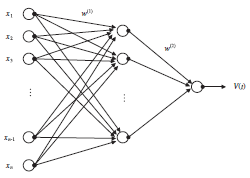 x₁
w⁽¹⁾
x₂
w⁽²⁾
x₃
⋮
⋮
V(j)
xₙ₋₁
xₙ